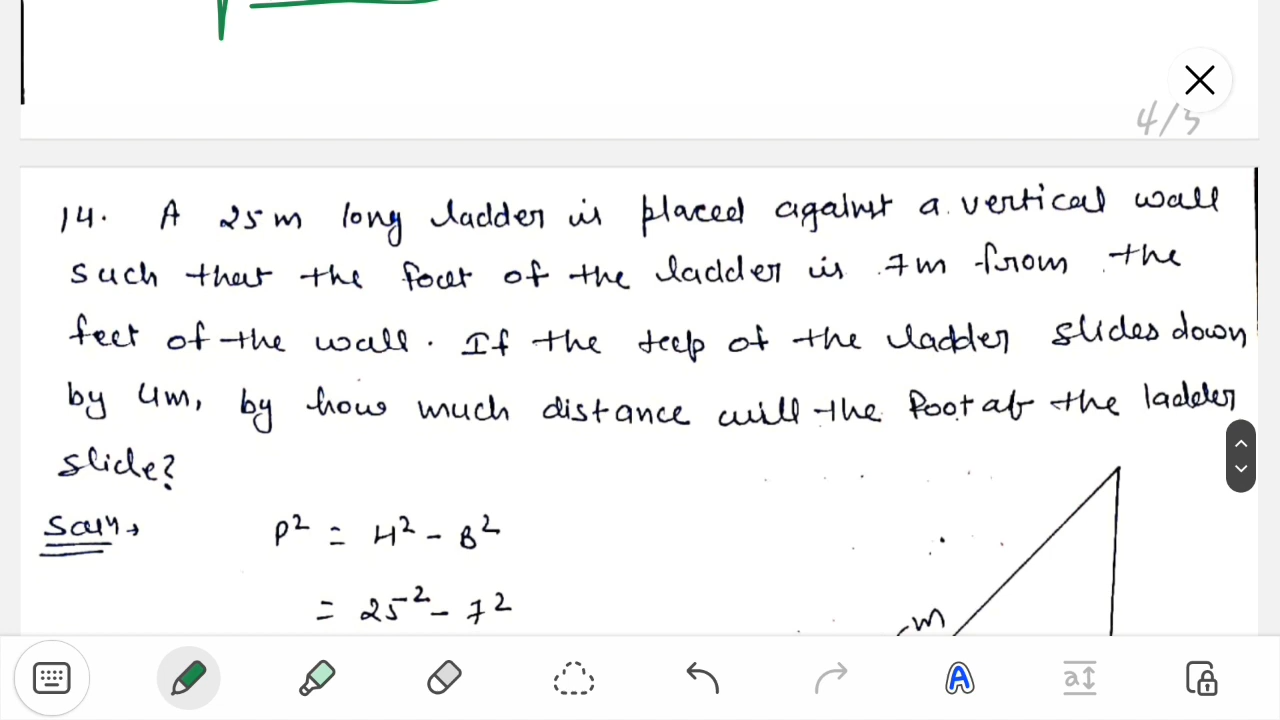 4/5
14. A 25m long ladder is placed against a vertical wall
such that the foot of the ladder is 7m from the
feet of the wall. If the top of the ladder slides down
by 4m, by how much distance will the foot of the ladder
slide?
Soln→
P² = H² - B²
= 25² - 7²
m
A
a